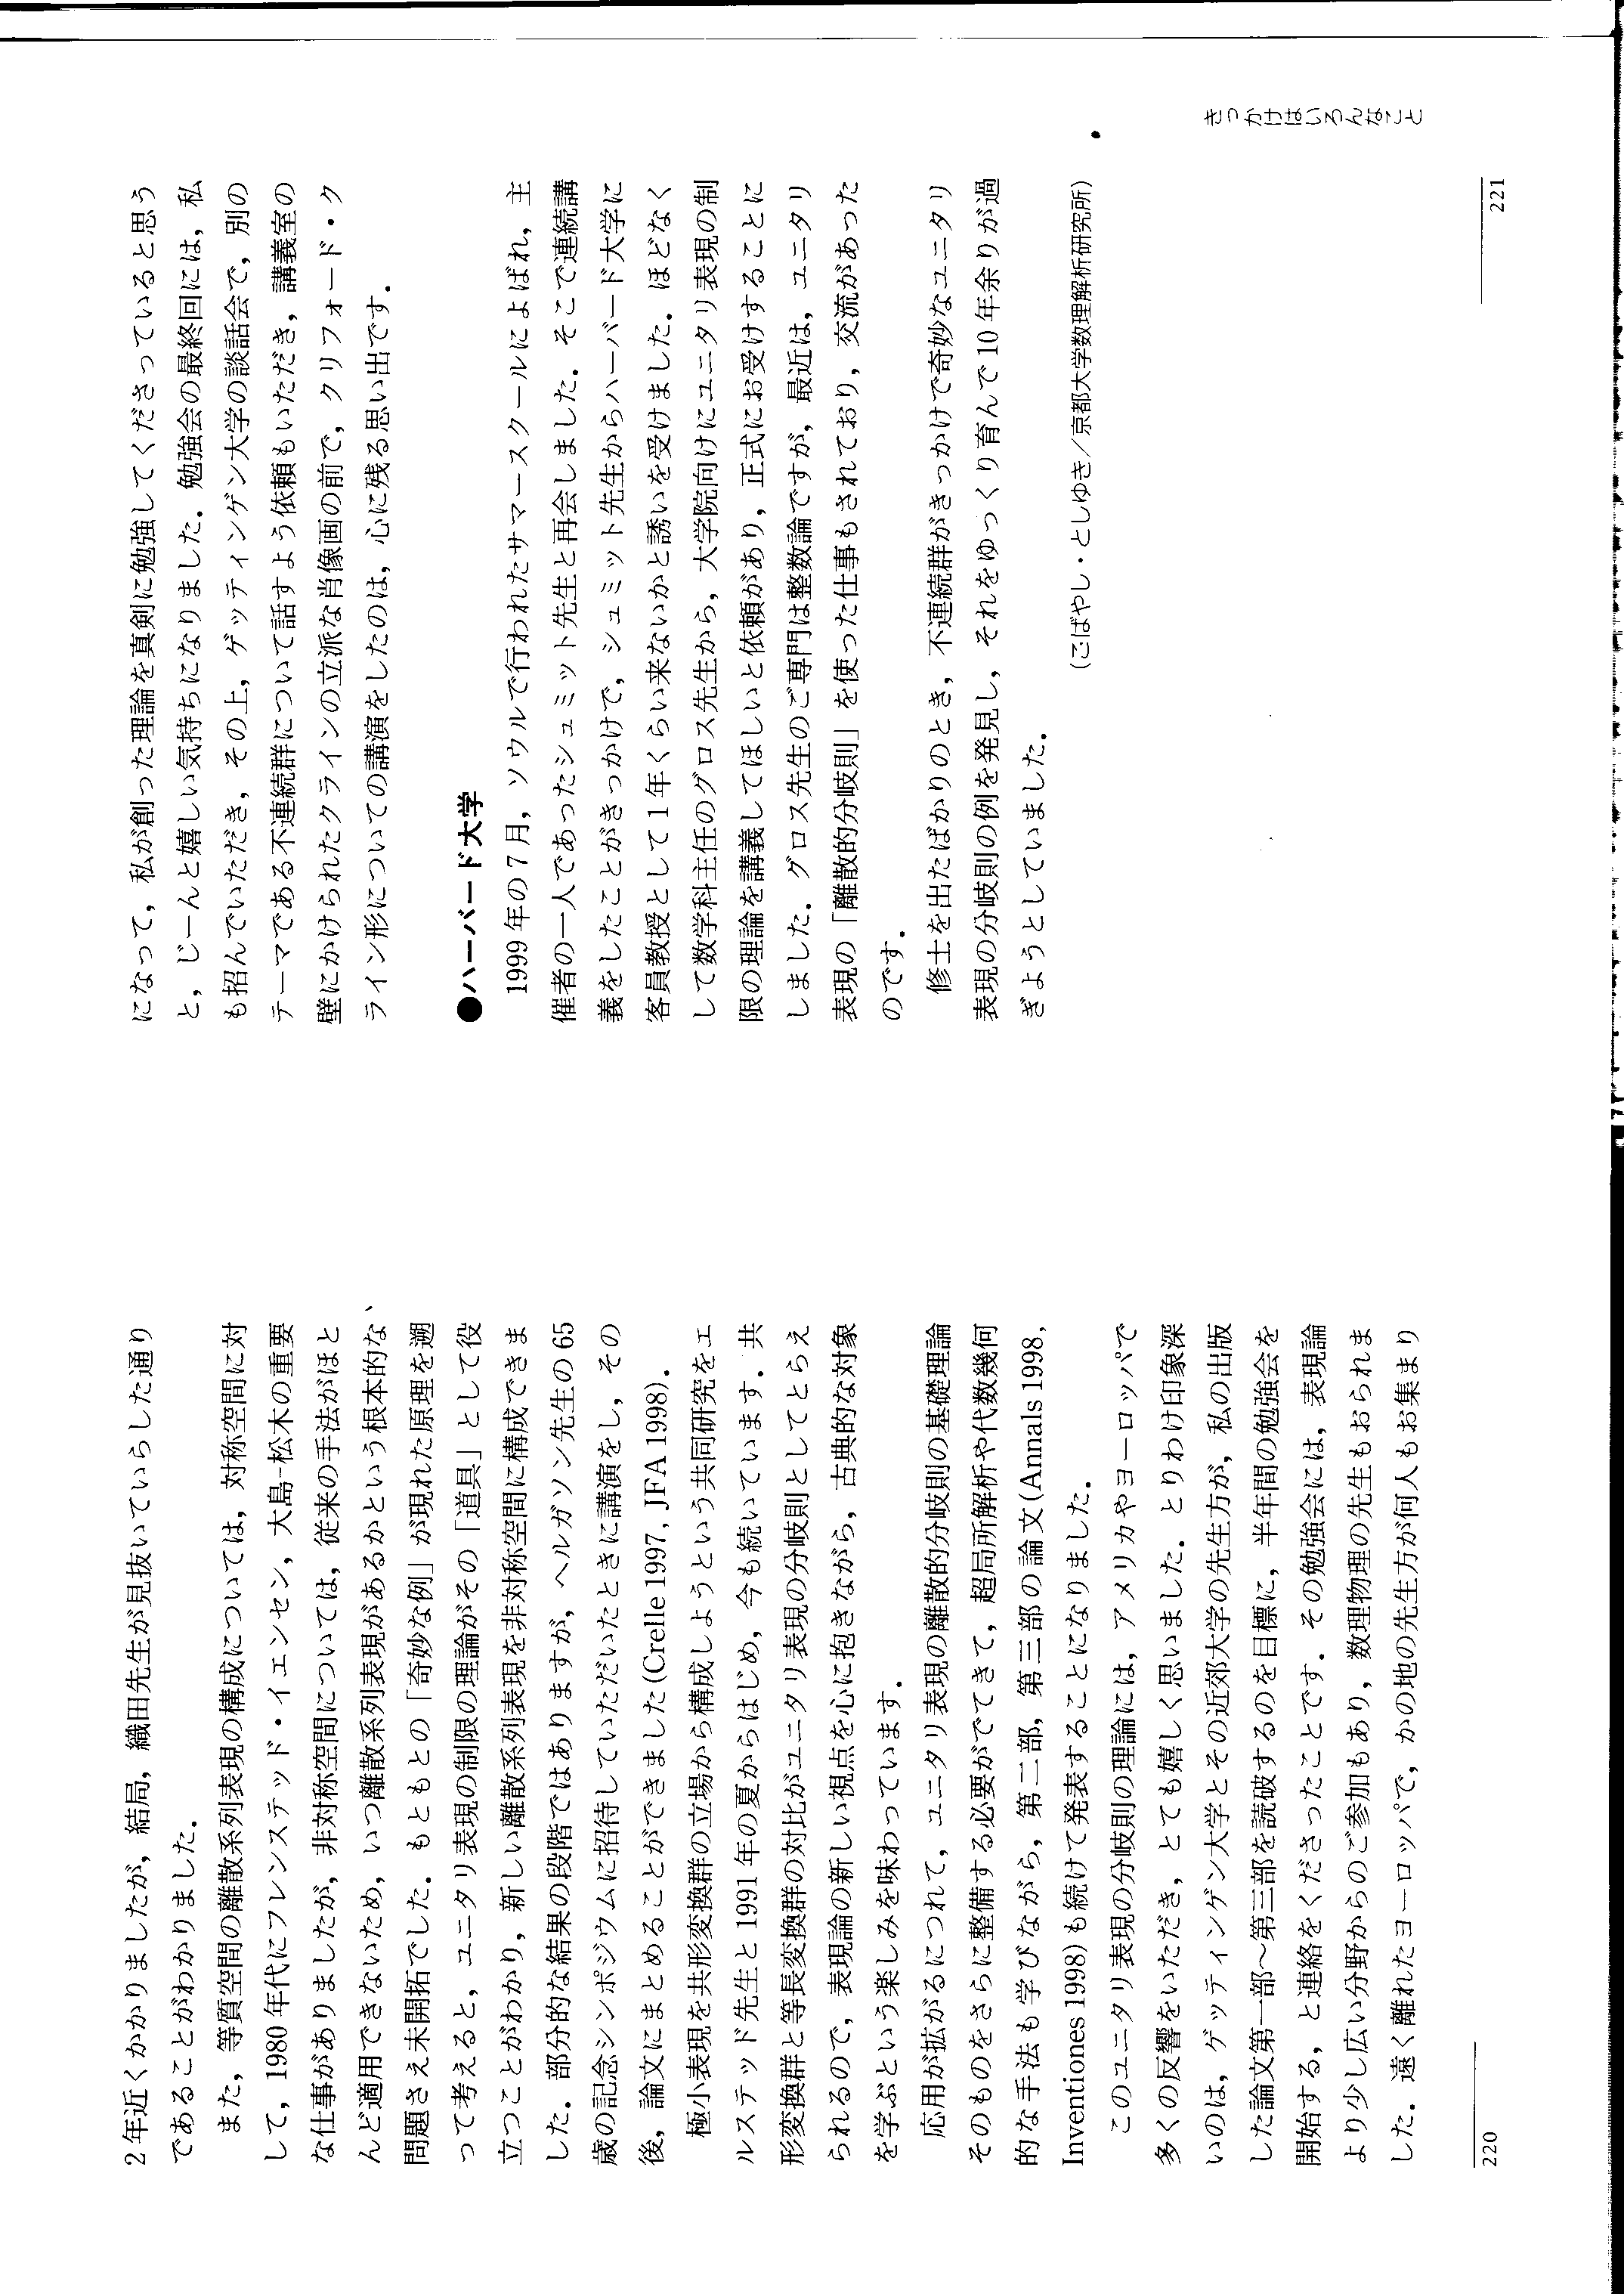 2年近くかかりましたが，結局，織田先生が見抜いていらした通り
であることがわかりました．
また，等質空間の離散系列表現の構成については，対称空間に対
して，1980年代にフレンステッド・イェンセン，大島-松木の重要
な仕事がありましたが，非対称空間については，従来の手法がほと
んど適用できないため，いつ離散系列表現があるかという根本的な
問題さえ未開拓でした．もともとの「奇妙な例」が現れた原理を遡
って考えると，ユニタリ表現の制限の理論がその「道具」として役
立つことがわかり，新しい離散系列表現を非対称空間に構成できま
した．部分的な結果の段階ではありますが，ヘルガソン先生の65
歳の記念シンポジウムに招待していただいたときに講演をし，その
後，論文にまとめることができました(Crelle 1997, JFA 1998)．
極小表現を共形変換群の立場から構成しようという共同研究をエ
ルステッド先生と1991年の夏からはじめ，今も続いています．共
形変換群と等長変換群の対比がユニタリ表現の分岐則としてとらえ
られるので，表現論の新しい視点を心に抱きながら，古典的な対象
を学ぶという楽しみを味わっています．
応用が拡がるにつれて，ユニタリ表現の離散的分岐則の基礎理論
そのものをさらに整備する必要がでてきて，超局所解析や代数幾何
的な手法も学びながら，第二部，第三部の論文(Annals 1998,
Inventiones 1998)も続けて発表することになりました．
このユニタリ表現の分岐則の理論には，アメリカやヨーロッパで
多くの反響をいただき，とても嬉しく思いました．とりわけ印象深
いのは，ゲッティンゲン大学とその近郊大学の先生方が，私の出版
した論文第一部〜第三部を読破するのを目標に，半年間の勉強会を
開始する，と連絡をくださったことです．その勉強会には，表現論
より少し広い分野からのご参加もあり，数理物理の先生もおられま
した．遠く離れたヨーロッパで，かの地の先生方が何人もお集まり
220
になって，私が創った理論を真剣に勉強してくださっていると思う
と，じーんと嬉しい気持ちになりました．勉強会の最終回には，私
も招んでいただき，その上，ゲッティンゲン大学の談話会で，別の
テーマである不連続群について話すよう依頼もいただき，講義室の
壁にかけられたクラインの立派な肖像画の前で，クリフォード・ク
ライン形についての講演をしたのは，心に残る思い出です．
●ハーバード大学
1999年の7月，ソウルで行われたサマースクールによばれ，主
催者の一人であったシュミット先生と再会しました．そこで連続講
義をしたことがきっかけで，シュミット先生からハーバード大学に
客員教授として1年くらい来ないかと誘いを受けました．ほどなく
して数学科主任のグロス先生から，大学院向けにユニタリ表現の制
限の理論を講義してほしいと依頼があり，正式にお受けすることに
しました．グロス先生のご専門は整数論ですが，最近は，ユニタリ
表現の「離散的分岐則」を使った仕事もされており，交流があった
のです．
修士を出たばかりのとき，不連続群がきっかけで奇妙なユニタリ
表現の分岐則の例を発見し，それをゆっくり育んで10年余りが過
ぎようとしていました．
(こばやし・としゆき／京都大学数理解析研究所)
きっかけはいろんなこと
221